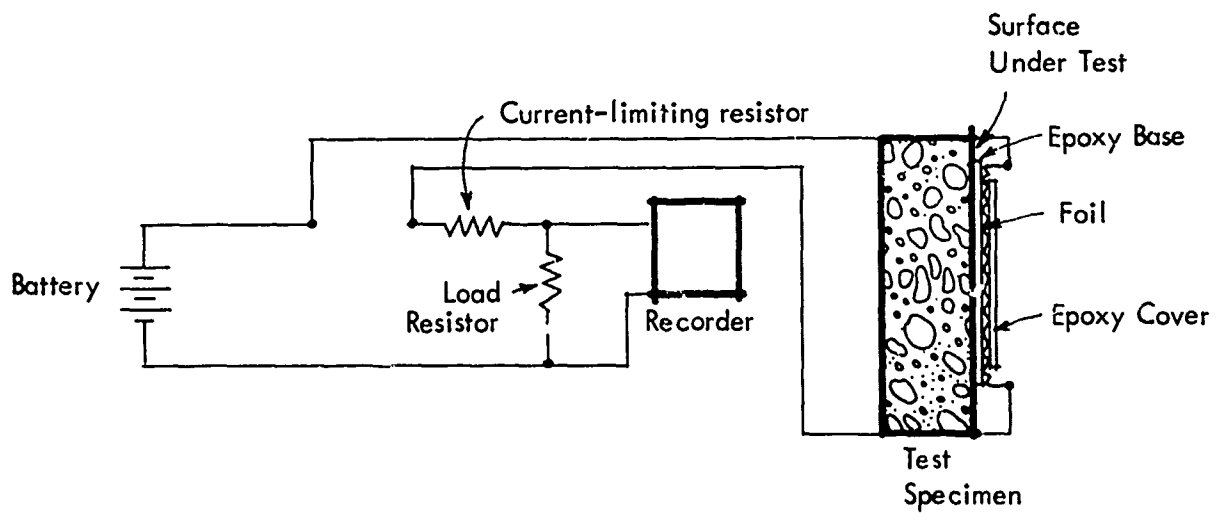 Surface
Under Test
Current-limiting resistor
Epoxy Base
Foil
Battery
Load
Resistor
Recorder
Epoxy Cover
Test
Specimen